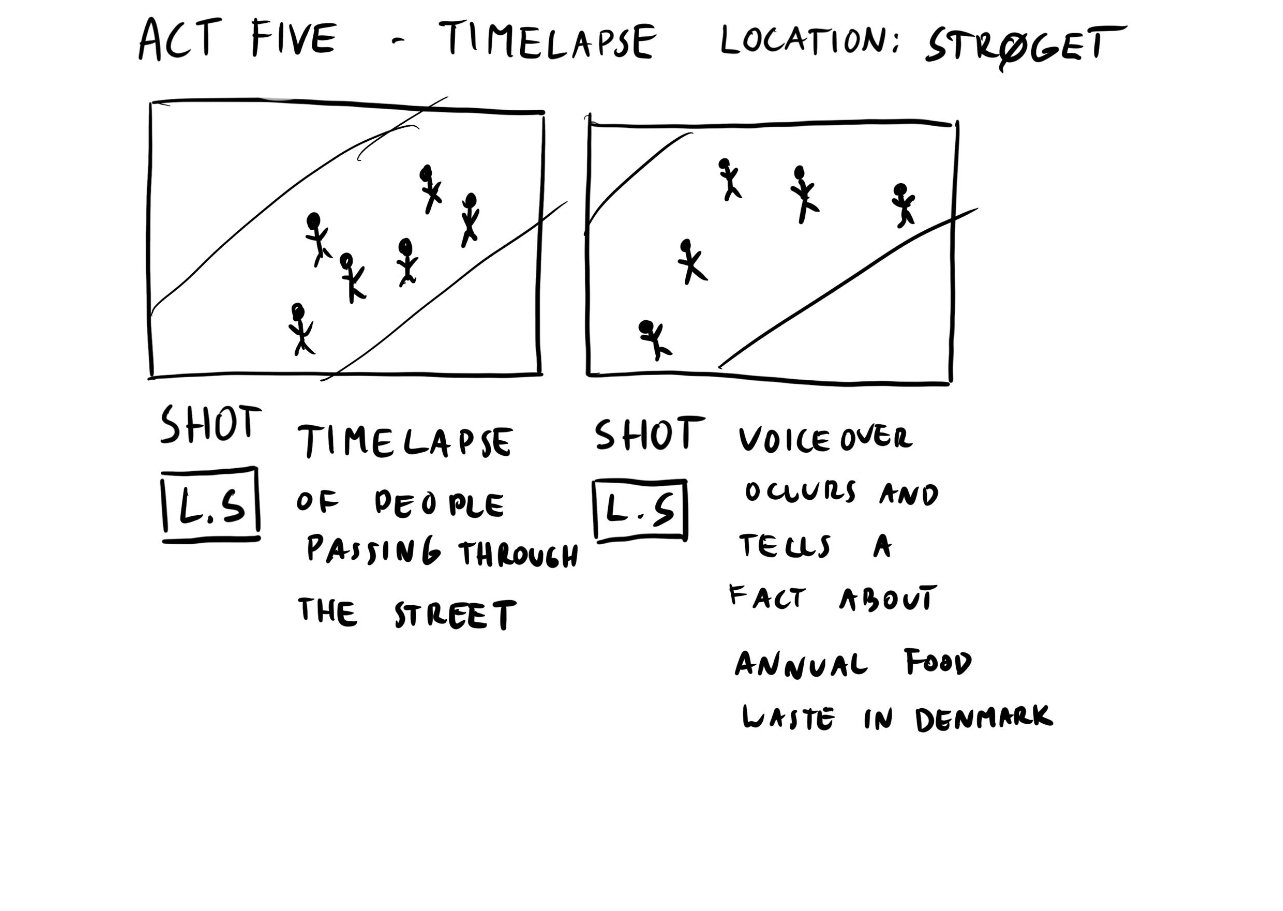 ACT FIVE - TIMELAPSE LOCATION: STRØGET
SHOT
L.S
TIMELAPSE
OF PEOPLE
PASSING THROUGH
THE STREET
SHOT
L.S
VOICE OVER
OCCURS AND
TELLS A
FACT ABOUT
ANNUAL FOOD
WASTE IN DENMARK